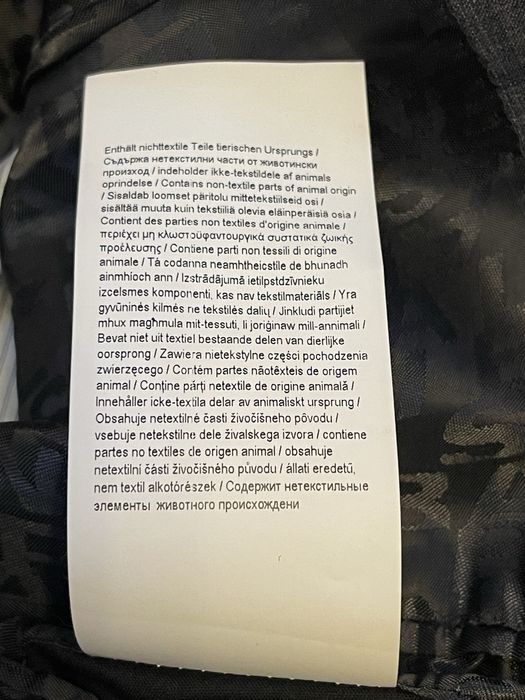 Enthält nichttextile Teile tierischen Ursprungs /
Съдържа нетекстилни части от животински
произход / indeholder ikke-tekstildele af animals
oprindelse / Contains non-textile parts of animal origin
/ Sisaldab loomset päritolu mittetekstilseid osi /
sisältää muuta kuin tekstiiliä olevia eläinperäisiä osia /
Contient des parties non textiles d'origine animale /
περιέχει μη κλωστοϋφαντουργικά συστατικά ζωικής
προέλευσης / Contiene parti non tessili di origine
animale / Tá codanna neamhtheicstíle de bhunadh
ainmhíoch ann / Izstrādājumā ietilpstdzīvnieku
izcelsmes komponenti, kas nav tekstilmateriāls / Yra
gyvūninės kilmės ne tekstilės dalių / Jinkludi partijiet
mhux magħmula mit-tessuti, li joriġinaw mill-annimali /
Bevat niet uit textiel bestaande delen van dierlijke
oorsprong / Zawiera nietekstylne części pochodzenia
zwierzęcego / Contém partes nãotêxteis de origem
animal / Conține părți netextile de origine animală /
Innehåller icke-textila delar av animaliskt ursprung /
Obsahuje netextilné časti živočíšneho pôvodu /
vsebuje netekstilne dele živalskega izvora / contiene
partes no textiles de origen animal / obsahuje
netextilní části živočišného původu / állati eredetű,
nem textil alkotórészek / Содержит нетекстильные
элементы животного происхождени